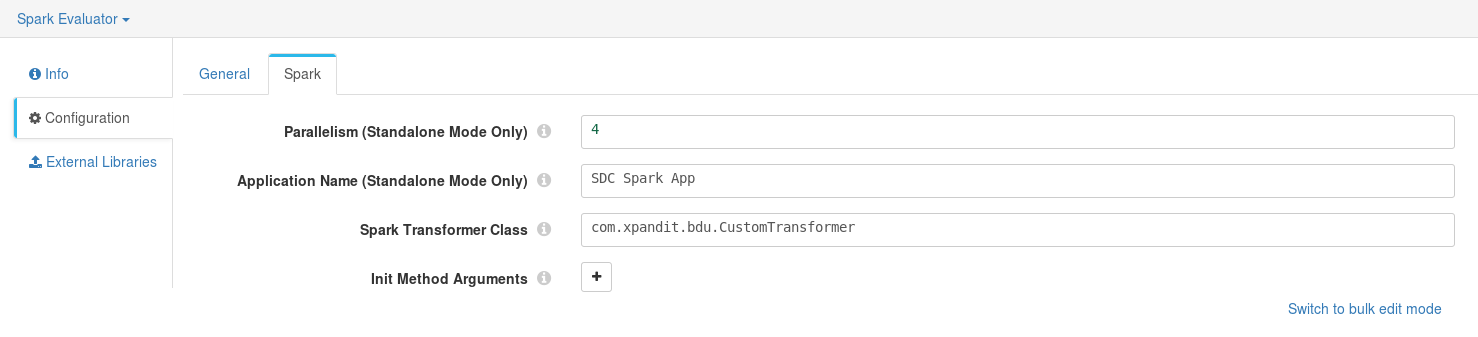 Spark Evaluator
Info
Configuration
External Libraries
General Spark
Parallelism (Standalone Mode Only) 4
Application Name (Standalone Mode Only) SDC Spark App
Spark Transformer Class com.xpandit.bdu.CustomTransformer
Init Method Arguments +
Switch to bulk edit mode